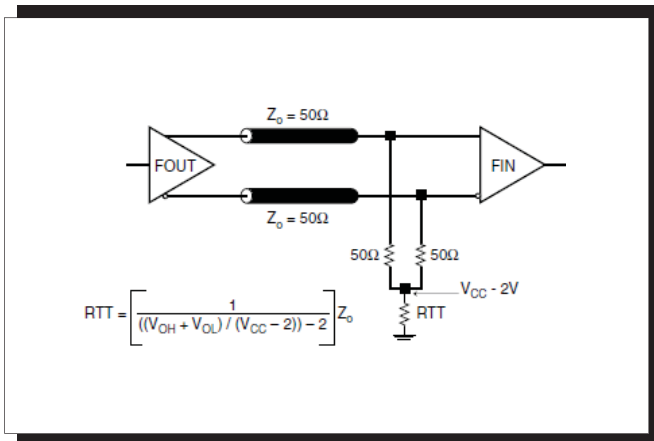 Zo = 50Ω
FOUT
FIN
Zo = 50Ω
50Ω
50Ω
VCC - 2V
RTT
RTT = [ 1 / ((VOH + VOL) / (VCC – 2)) – 2 ] Zo